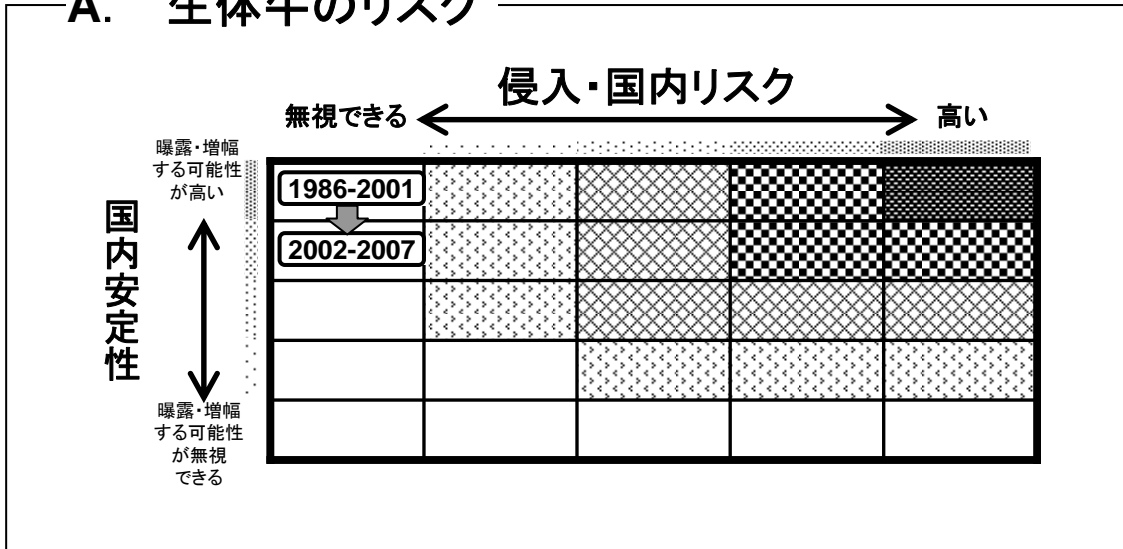 A. 生体牛のリスク
侵入・国内リスク
無視できる
高い
曝露・増幅
する可能性
が高い
国内安定性
1986-2001
2002-2007
曝露・増幅
する可能性
が無視
できる